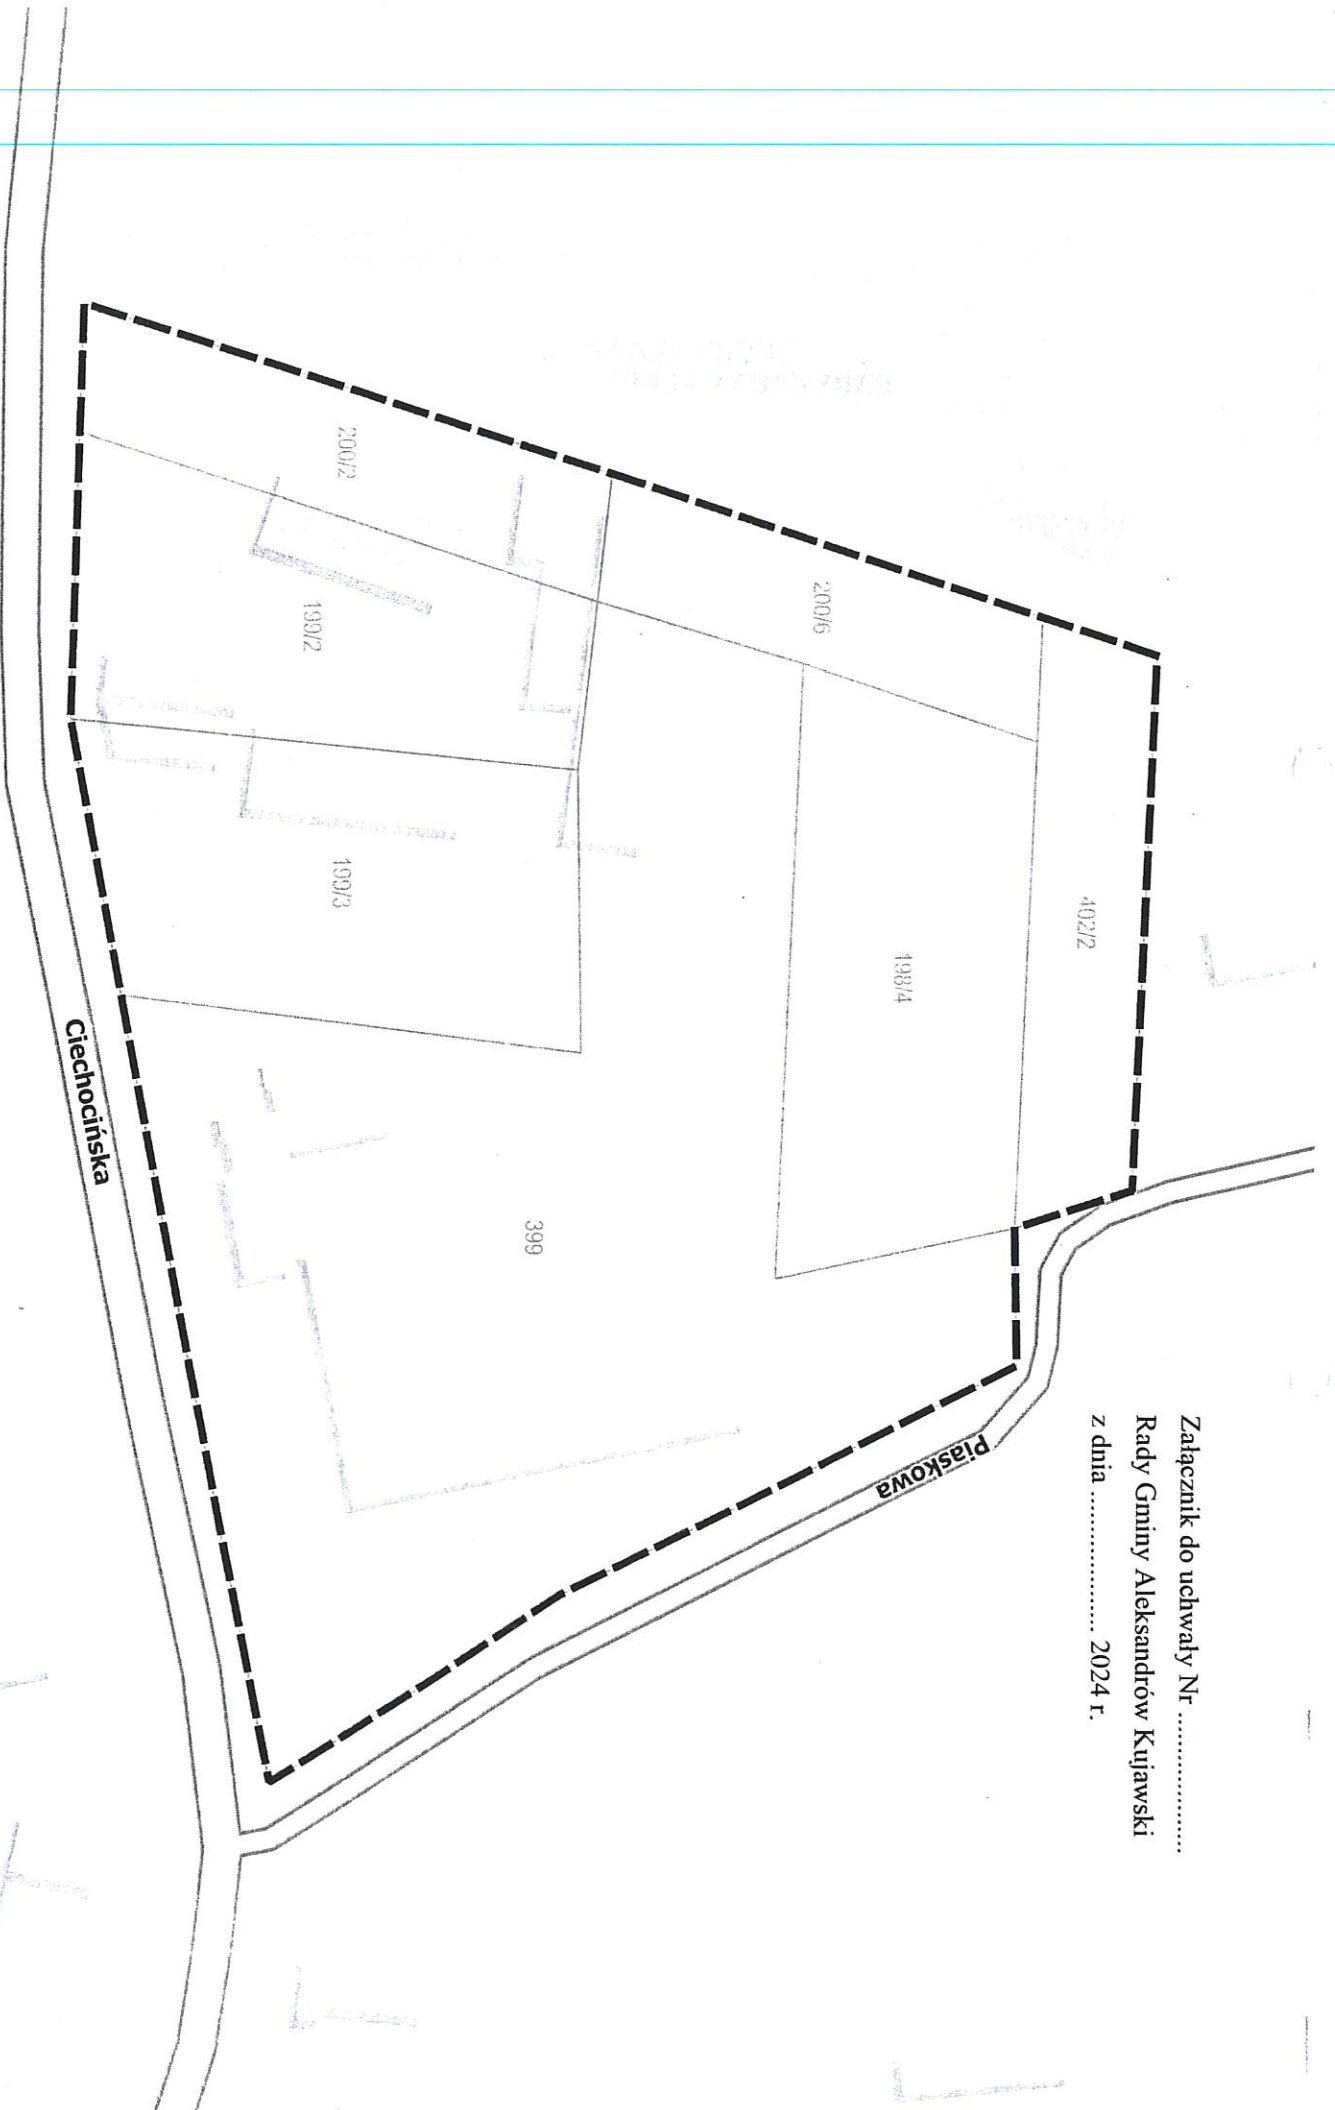 Załącznik do uchwały Nr ..................
Rady Gminy Aleksandrów Kujawski
z dnia .................. 2024 r.
402/2
200/6
198/4
Piaskowa
399
200/2
199/2
199/3
Ciechocińska